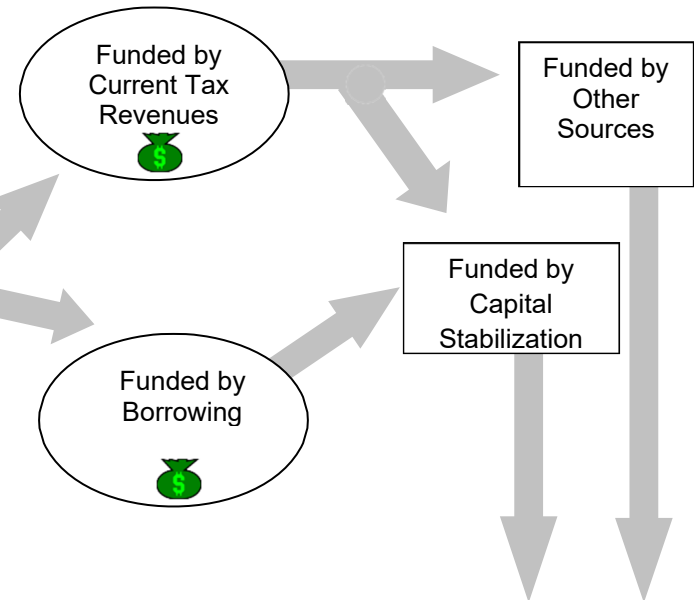 Funded by
Current Tax
Revenues
$
Funded by
Other
Sources
Funded by
Capital
Stabilization
Funded by
Borrowing
$